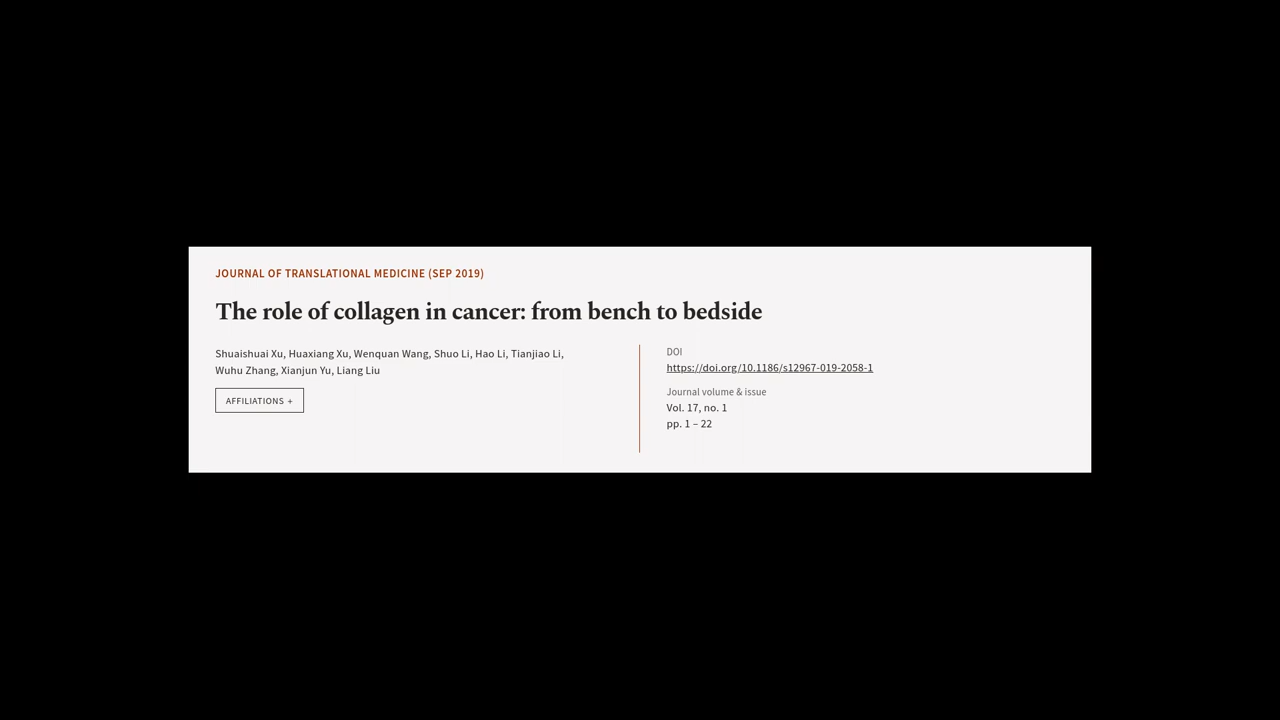 JOURNAL OF TRANSLATIONAL MEDICINE (SEP 2019)
The role of collagen in cancer: from bench to bedside
Shuaishuai Xu, Huaxiang Xu, Wenquan Wang, Shuo Li, Hao Li, Tianjiao Li,
Wuhu Zhang, Xianjun Yu, Liang Liu
AFFILIATIONS +
DOI
https://doi.org/10.1186/s12967-019-2058-1
Journal volume & issue
Vol. 17, no. 1
pp. 1 – 22